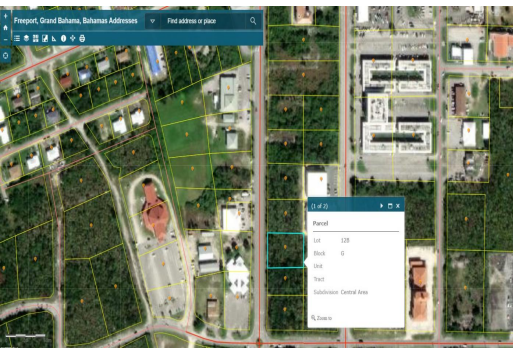 Freeport, Grand Bahama, Bahamas Addresses
Find address or place
(1 of 2)
Parcel
Lot 128
Block G
Unit
Tract
Subdivision Central Area
Zoom to